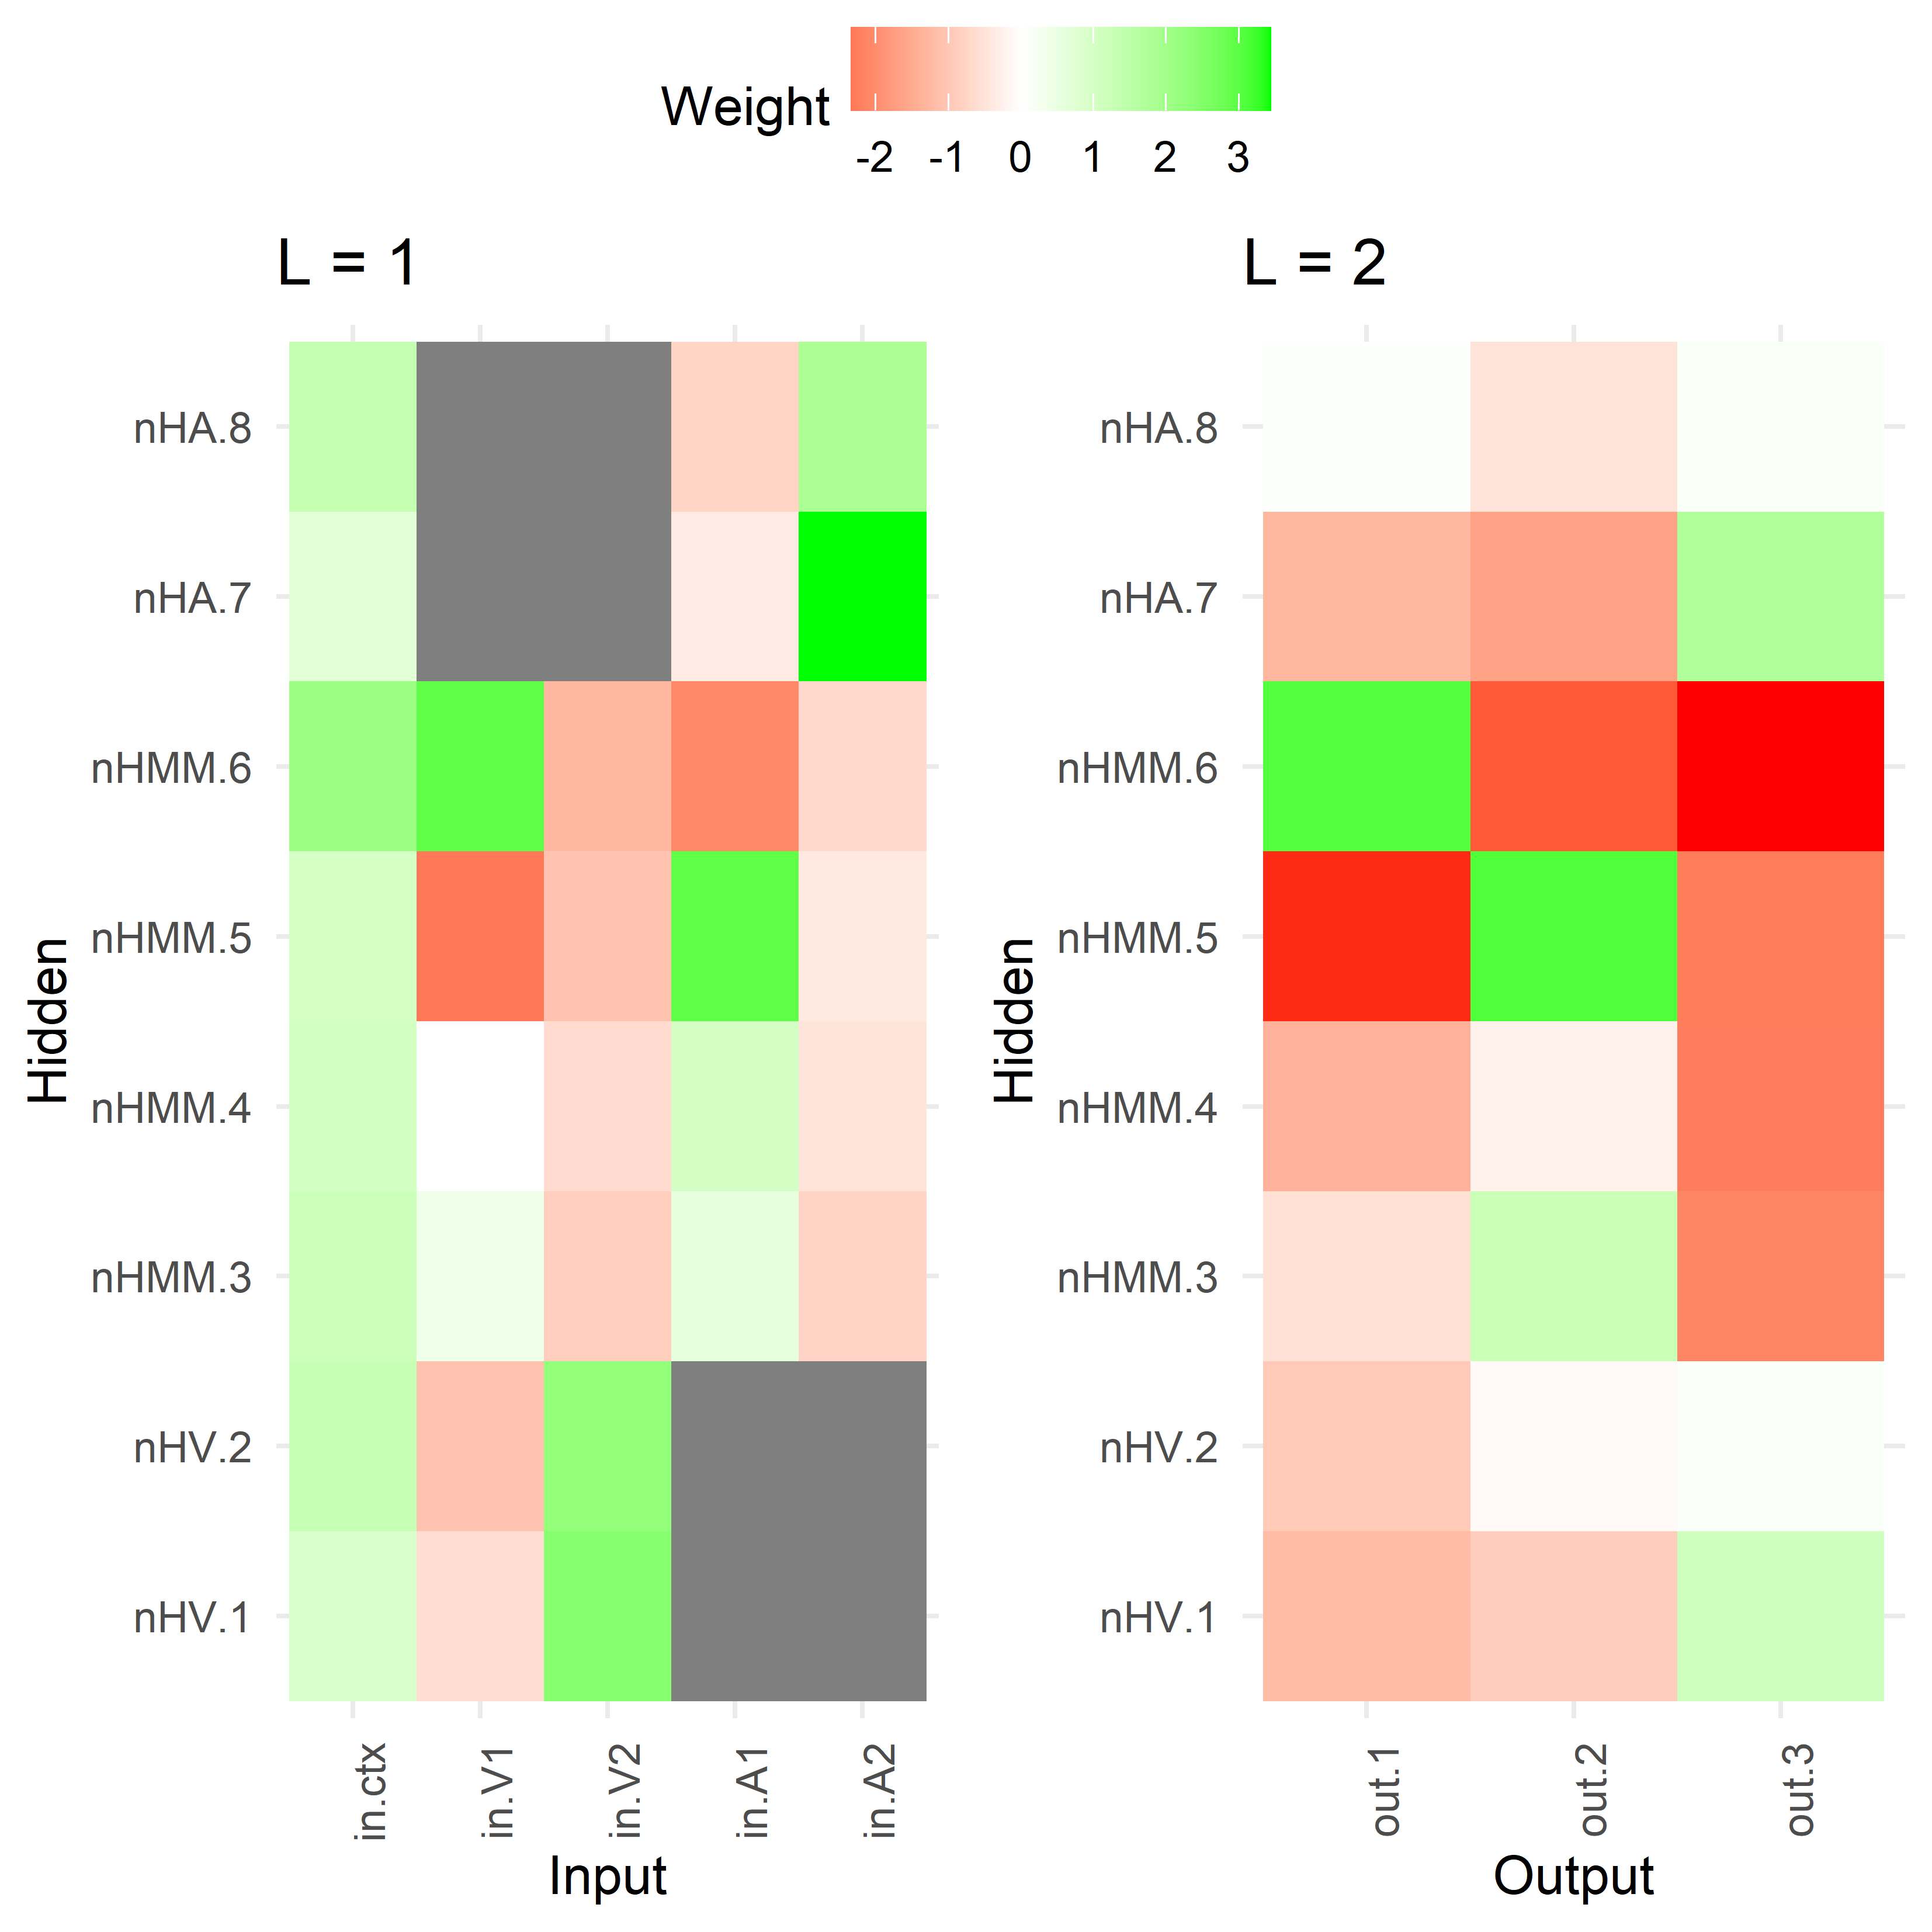 Weight
-2 -1 0 1 2 3
L = 1
nHA.8
nHA.7
nHMM.6
nHMM.5
nHMM.4
nHMM.3
nHV.2
nHV.1
Hidden
in.ctx
in.V1
in.V2
in.A1
in.A2
Input
L = 2
nHA.8
nHA.7
nHMM.6
nHMM.5
nHMM.4
nHMM.3
nHV.2
nHV.1
Hidden
out.1
out.2
out.3
Output